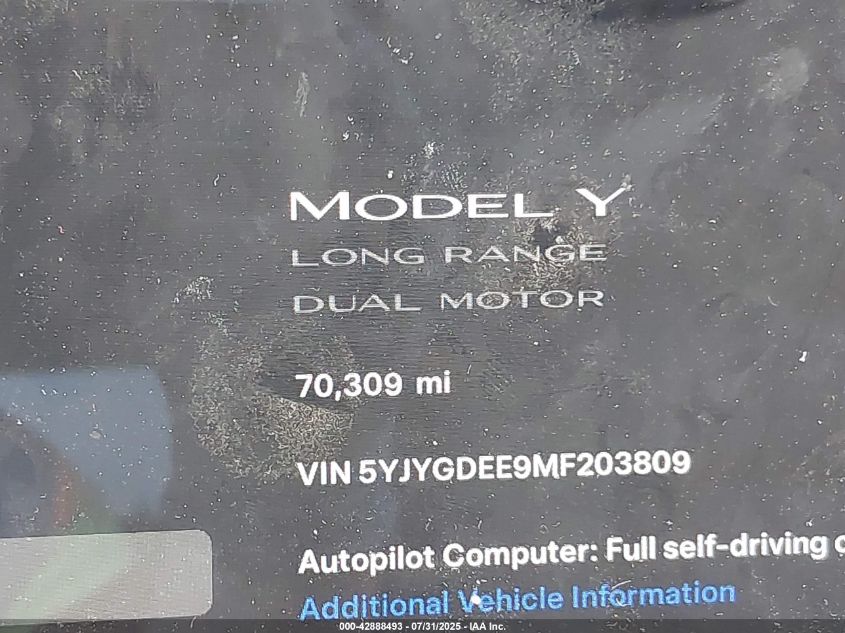 MODEL Y
LONG RANGE
DUAL MOTOR
70,309 mi
VIN 5YJYGDEE9MF203809
Autopilot Computer: Full self-driving c
Additional Vehicle Information
000-42888493 - 07/31/2025 - IAA Inc.